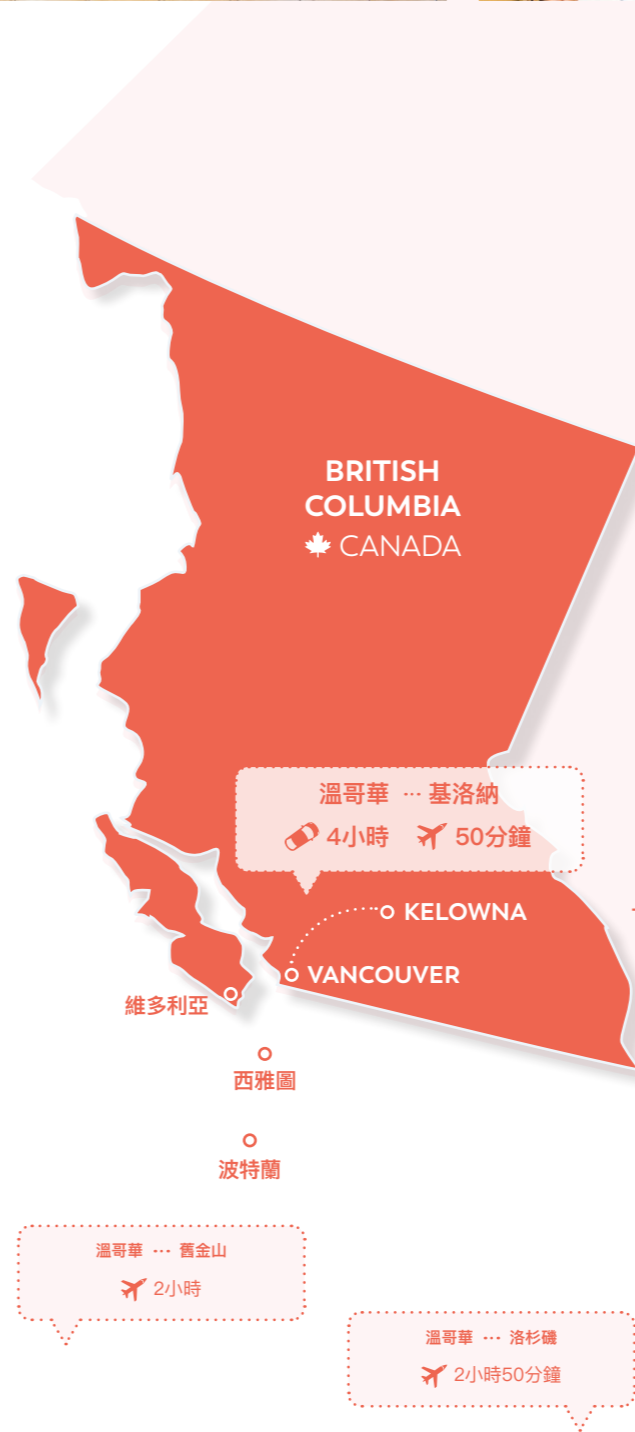 BRITISH
COLUMBIA
CANADA
溫哥華 ··· 基洛納
4小時 50分鐘
KELOWNA
VANCOUVER
維多利亞
西雅圖
波特蘭
溫哥華 ··· 舊金山
2小時
溫哥華 ··· 洛杉磯
2小時50分鐘